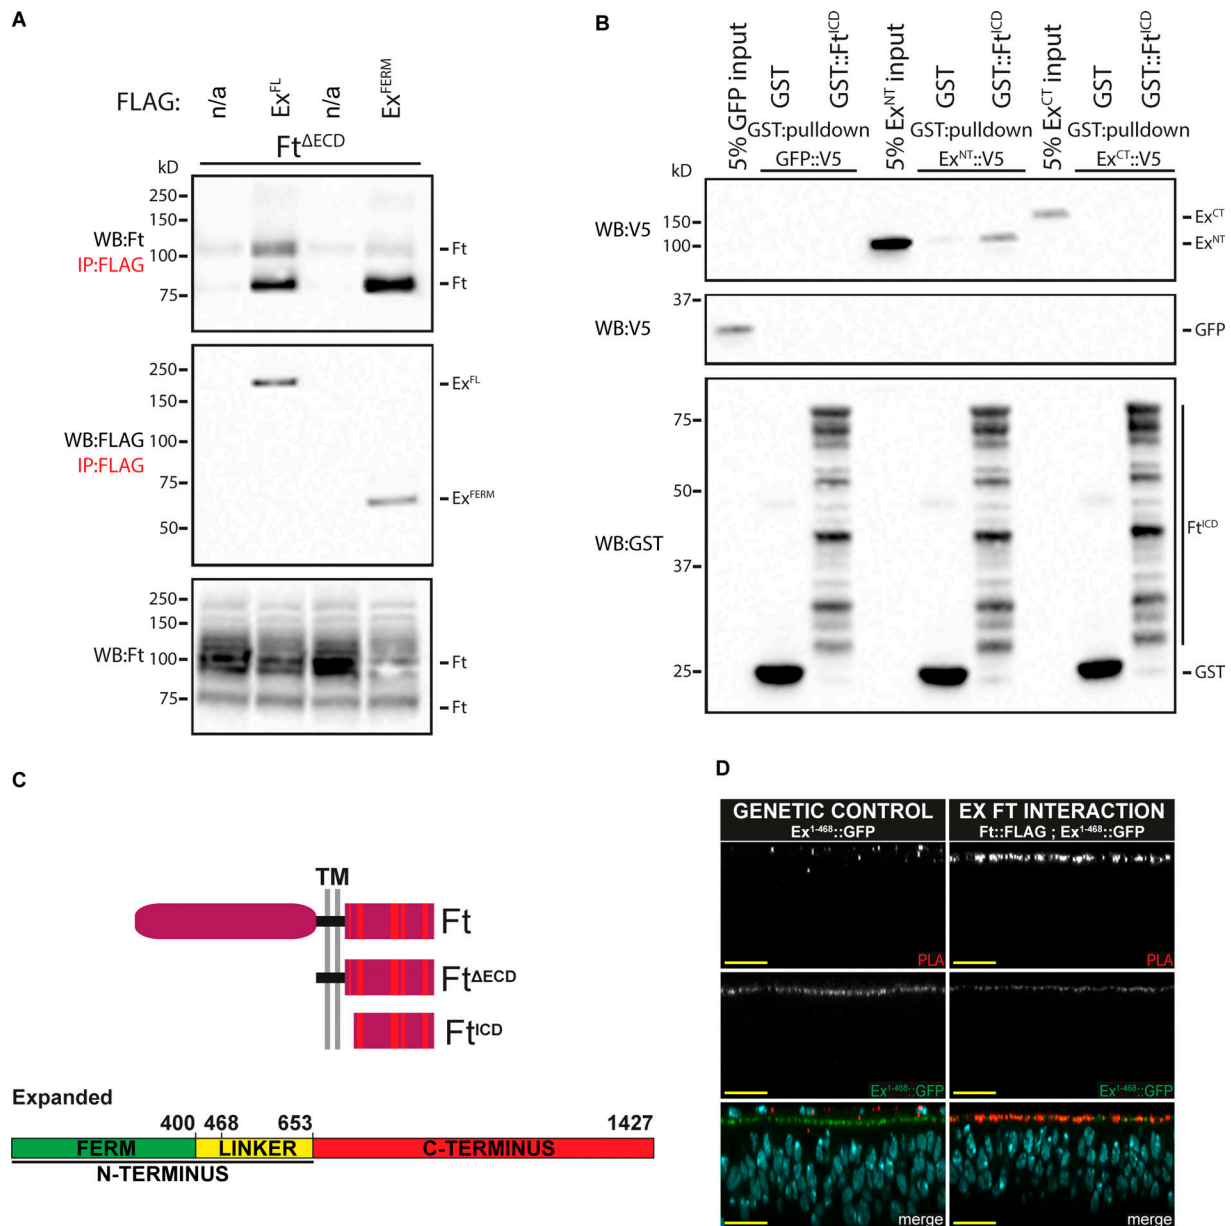 A
FLAG:
n/a
Ex^FL
n/a
Ex^FERM
Ft^ΔECD
kD
250
150
100
75
WB:Ft
IP:FLAG
Ft
Ft
250
150
100
75
50
WB:FLAG
IP:FLAG
Ex^FL
Ex^FERM
250
150
100
75
WB:Ft
Ft
Ft
B
5% GFP input
GST
GST::Ft^ICD
5% Ex^NT input
GST
GST::Ft^ICD
5% Ex^CT input
GST
GST::Ft^ICD
GST:pulldown
GST:pulldown
GST:pulldown
GFP::V5
Ex^NT::V5
Ex^CT::V5
kD
150
100
WB:V5
Ex^CT
Ex^NT
37
WB:V5
GFP
75
50
37
25
WB:GST
Ft^ICD
GST
C
TM
Ft
Ft^ΔECD
Ft^ICD
Expanded
400 468 653 1427
FERM LINKER C-TERMINUS
N-TERMINUS
D
GENETIC CONTROL
Ex^1-468::GFP
EX FT INTERACTION
Ft::FLAG ; Ex^1-468::GFP
PLA
PLA
Ex^1-468::GFP
Ex^1-468::GFP
merge
merge